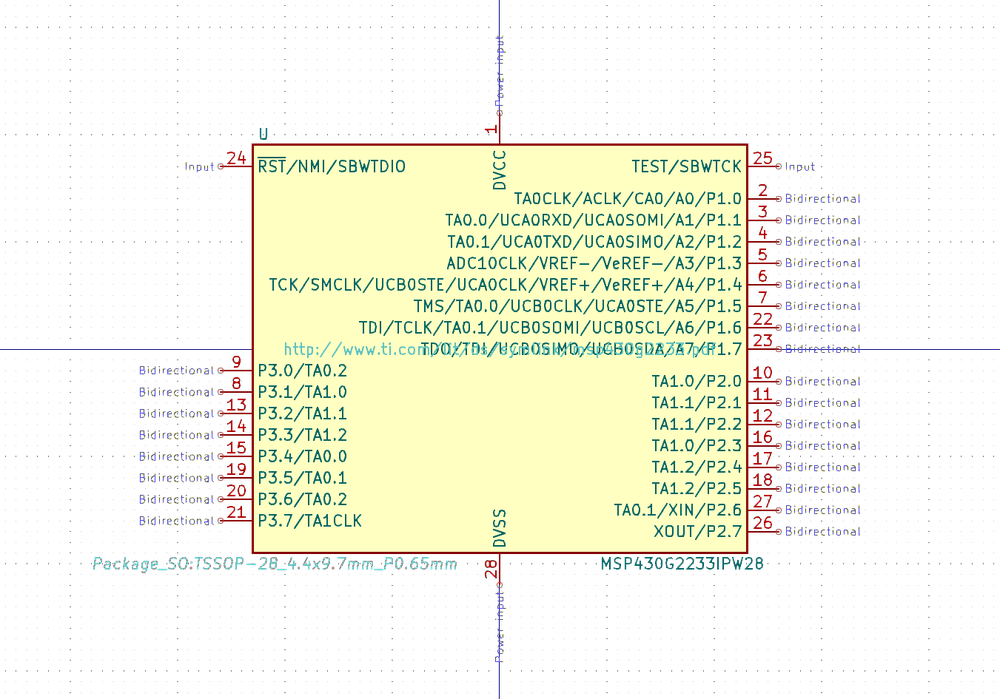 Power input
1
U
DVCC
Input 24 RST/NMI/SBWTDIO
TEST/SBWTCK 25 Input
TA0CLK/ACLK/CA0/A0/P1.0 2 Bidirectional
TA0.0/UCA0RXD/UCA0SOMI/A1/P1.1 3 Bidirectional
TA0.1/UCA0TXD/UCA0SIMO/A2/P1.2 4 Bidirectional
ADC10CLK/VREF-/VeREF-/A3/P1.3 5 Bidirectional
TCK/SMCLK/UCB0STE/UCA0CLK/VREF+/VeREF+/A4/P1.4 6 Bidirectional
TMS/TA0.0/UCB0CLK/UCA0STE/A5/P1.5 7 Bidirectional
TDI/TCLK/TA0.1/UCB0SOMI/UCB0SCL/A6/P1.6 22 Bidirectional
TDO/TDI/UCB0SIMO/UCB0SDA/A7/P1.7 23 Bidirectional
Bidirectional 9 P3.0/TA0.2
Bidirectional 8 P3.1/TA1.0
Bidirectional 13 P3.2/TA1.1
Bidirectional 14 P3.3/TA1.2
Bidirectional 15 P3.4/TA0.0
Bidirectional 19 P3.5/TA0.1
Bidirectional 20 P3.6/TA0.2
Bidirectional 21 P3.7/TA1CLK
TA1.0/P2.0 10 Bidirectional
TA1.1/P2.1 11 Bidirectional
TA1.1/P2.2 12 Bidirectional
TA1.0/P2.3 16 Bidirectional
TA1.2/P2.4 17 Bidirectional
TA1.2/P2.5 18 Bidirectional
TA0.1/XIN/P2.6 27 Bidirectional
XOUT/P2.7 26 Bidirectional
DVSS
Package_SO:TSSOP-28_4.4x9.7mm_P0.65mm
MSP430G2233IPW28
28
Power input